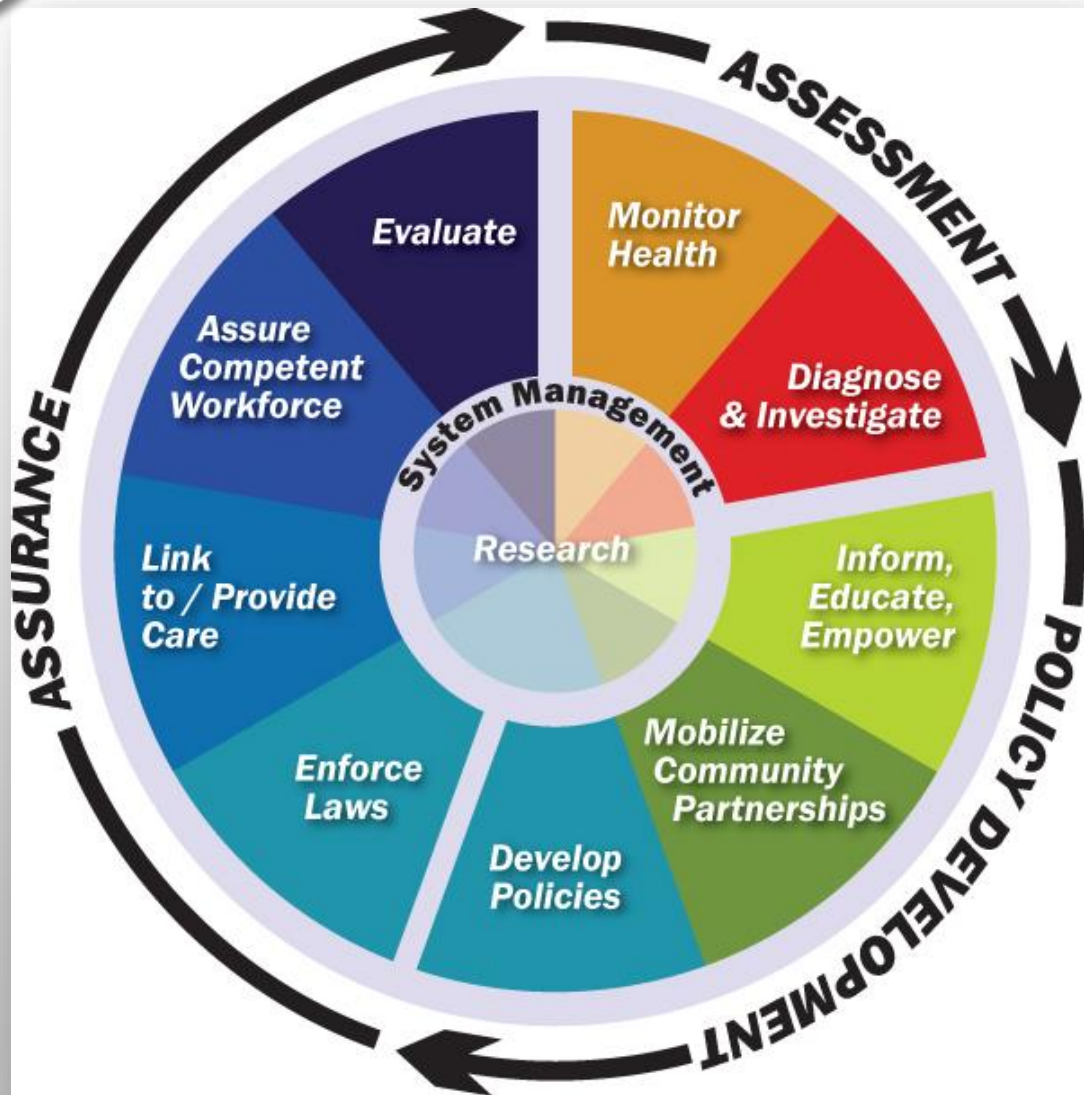 ASSESSMENT
POLICY DEVELOPMENT
ASSURANCE
Monitor
Health
Diagnose
& Investigate
Inform,
Educate,
Empower
Mobilize
Community
Partnerships
Develop
Policies
Enforce
Laws
Link
to / Provide
Care
Assure
Competent
Workforce
Evaluate
System Management
Research